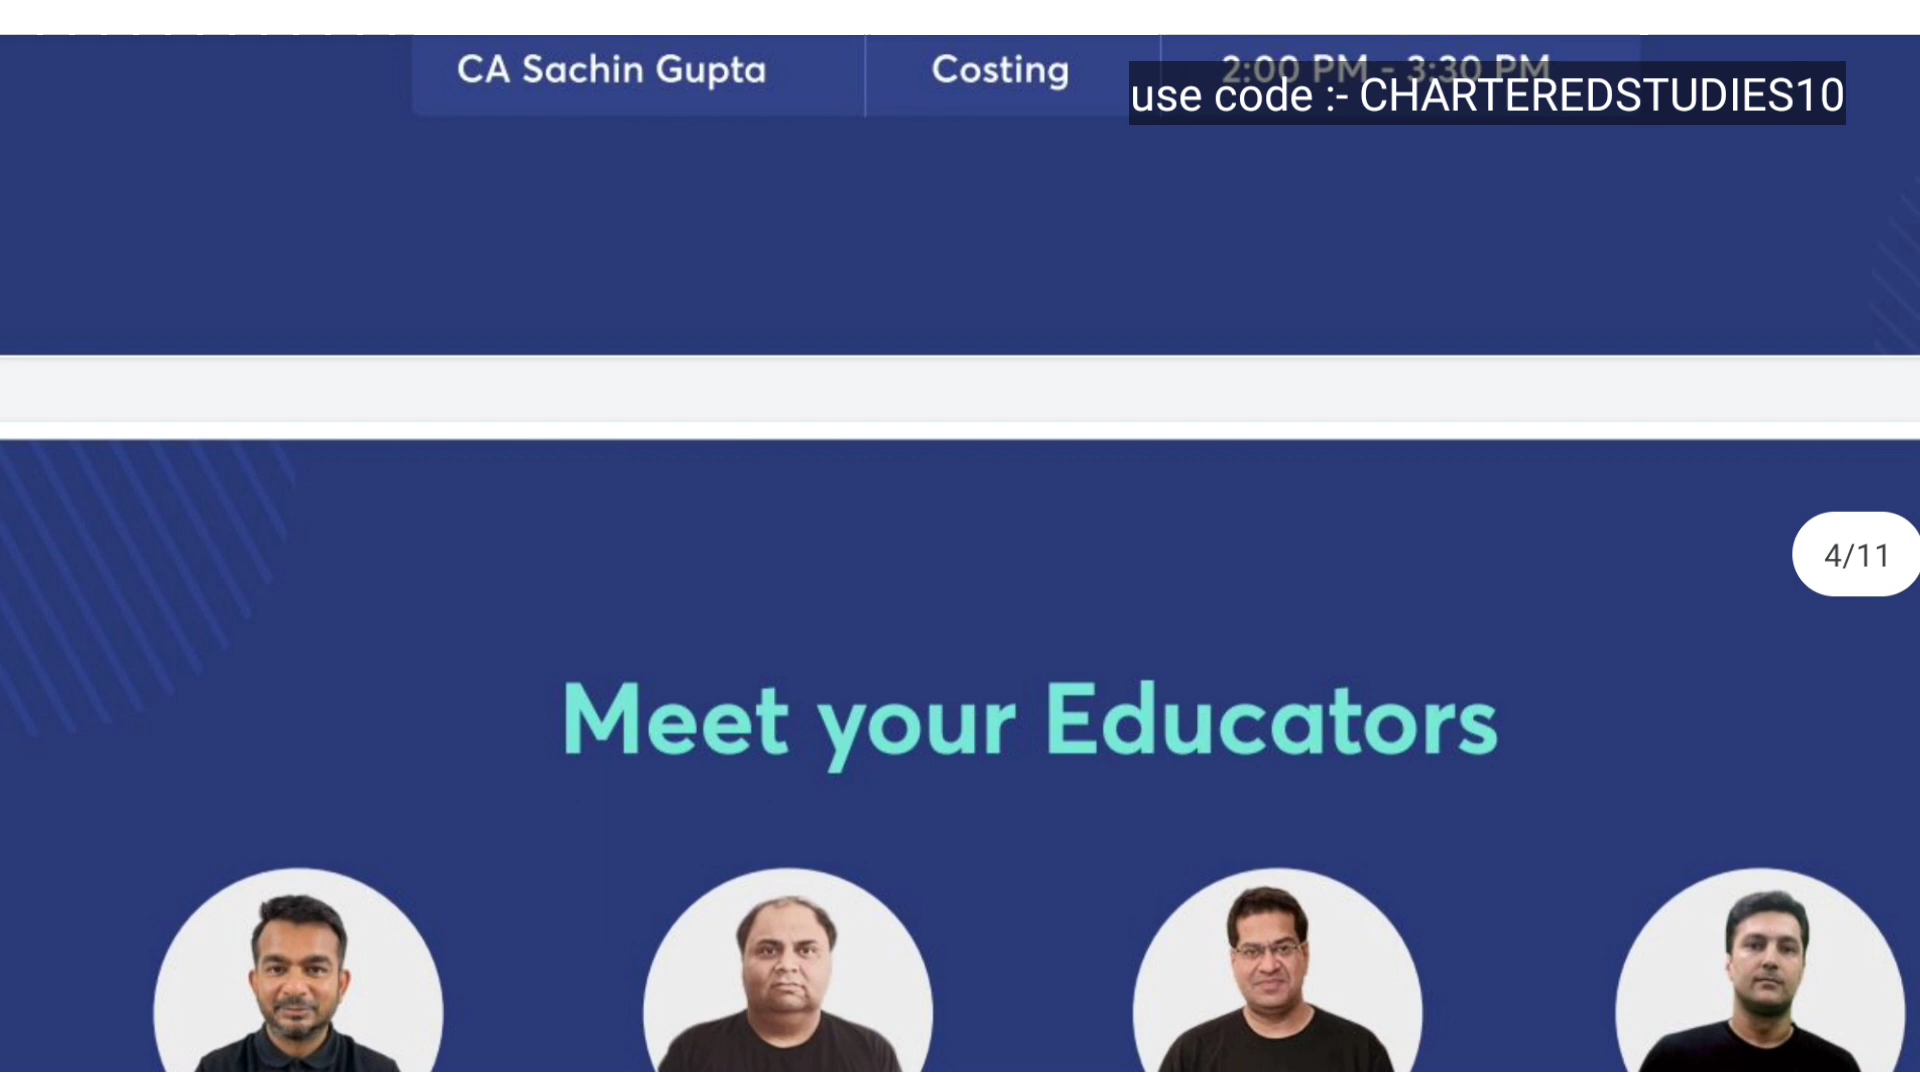 CA Sachin Gupta Costing 2:00 PM - 3:30 PM
use code :- CHARTEREDSTUDIES10
4/11
Meet your Educators